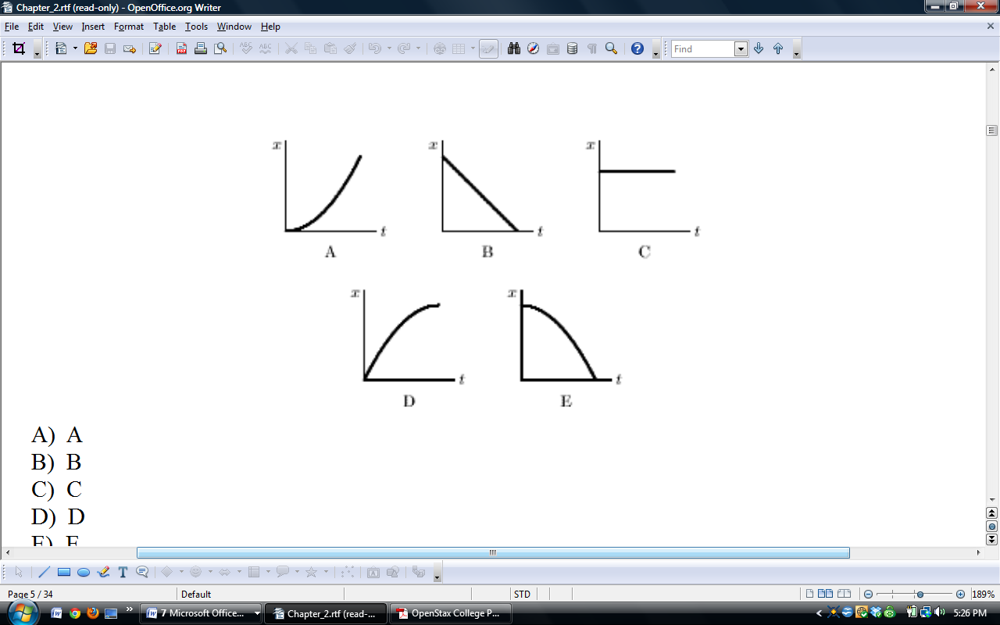 Chapter_2.rtf (read-only) - OpenOffice.org Writer
File Edit View Insert Format Table Tools Window Help
Find
x x x
t t t
A B C
x x
t t
D E
A) A
B) B
C) C
D) D
E) E
Page 5 / 34 Default STD 189%
7 Microsoft Office... Chapter_2.rtf (read-... OpenStax College P... 5:26 PM